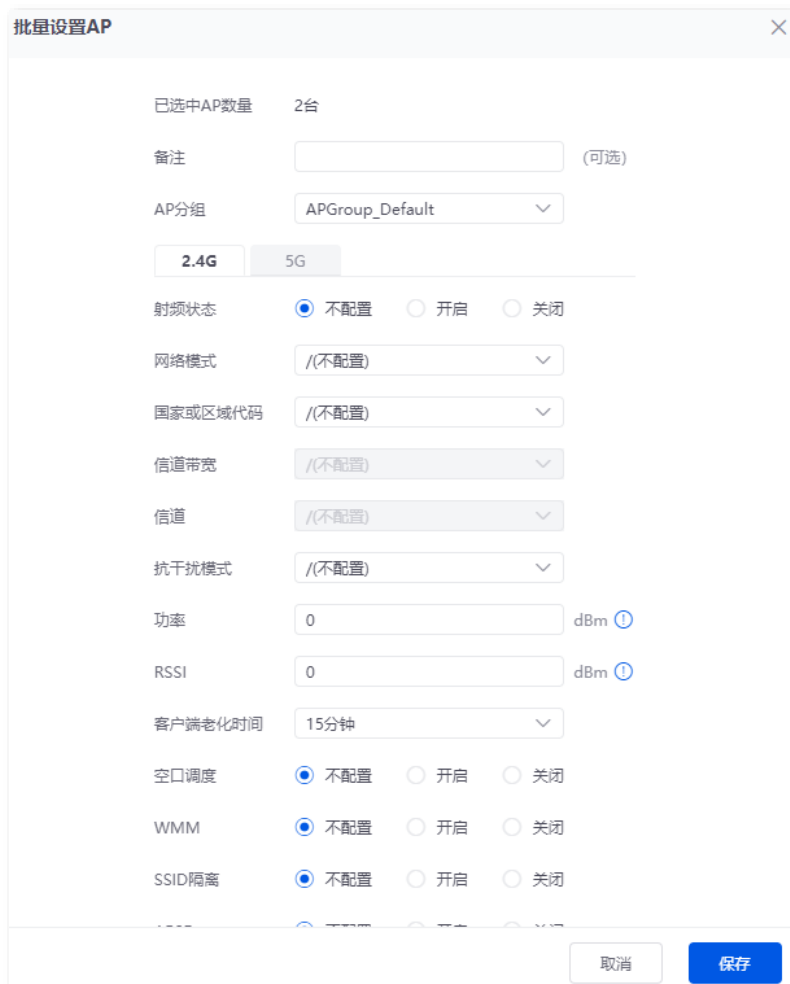 批量设置AP
已选中AP数量 2台
备注 (可选)
AP分组 APGroup_Default
2.4G 5G
射频状态 不配置 开启 关闭
网络模式 /(不配置)
国家或区域代码 /(不配置)
信道带宽 /(不配置)
信道 /(不配置)
抗干扰模式 /(不配置)
功率 0 dBm
RSSI 0 dBm
客户端老化时间 15分钟
空口调度 不配置 开启 关闭
WMM 不配置 开启 关闭
SSID隔离 不配置 开启 关闭
取消 保存